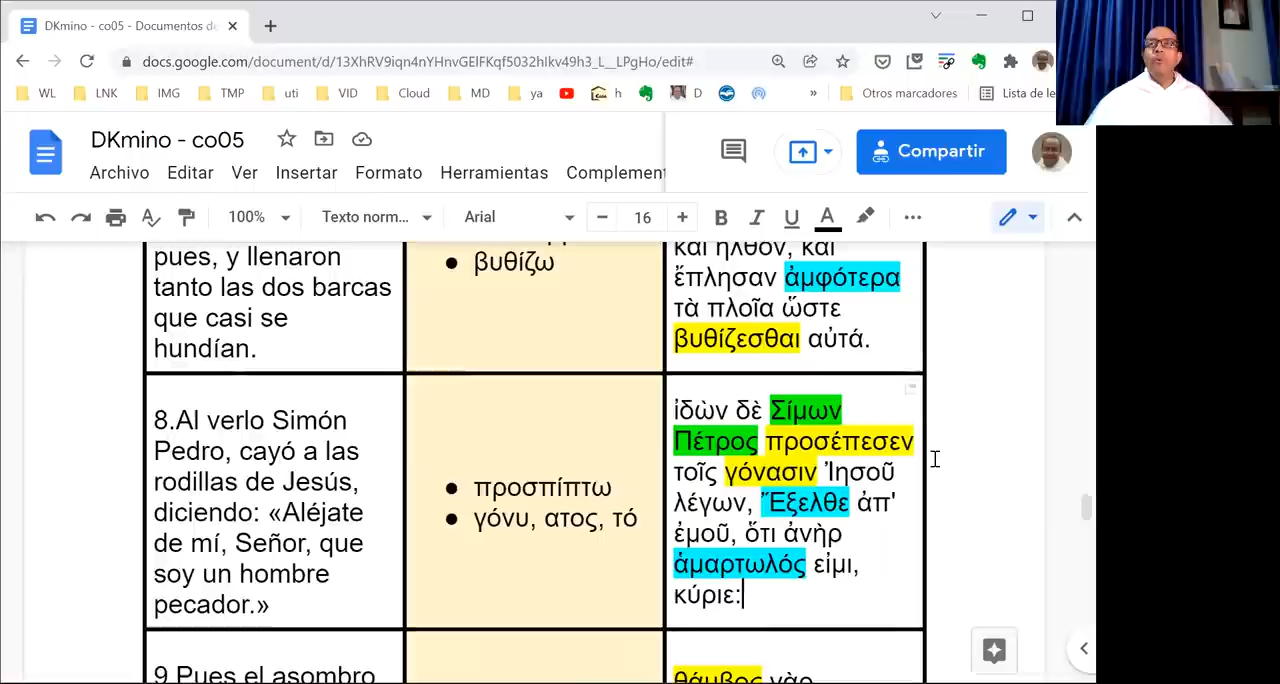 DKmino - co05 - Documentos de
docs.google.com/document/d/13XhRV9iqn4nYHnvGElFKqf5032hlkv49h3_L__LPgHo/edit#
WL LNK IMG TMP uti VID Cloud MD ya h D » Otros marcadores Lista de le
DKmino - co05
Archivo Editar Ver Insertar Formato Herramientas Complement
Compartir
100% Texto norm... Arial 16 B I U A
pues, y llenaron
tanto las dos barcas
que casi se
hundían.
βυθίζω
καὶ ἦλθον, καὶ
ἔπλησαν ἀμφότερα
τὰ πλοῖα ὥστε
βυθίζεσθαι αὐτά.
8.Al verlo Simón
Pedro, cayó a las
rodillas de Jesús,
diciendo: «Aléjate
de mí, Señor, que
soy un hombre
pecador.»
προσπίπτω
γόνυ, ατος, τό
ἰδὼν δὲ Σίμων
Πέτρος προσέπεσεν
τοῖς γόνασιν Ἰησοῦ
λέγων, Ἔξελθε ἀπ'
ἐμοῦ, ὅτι ἀνὴρ
ἁμαρτωλός εἰμι,
κύριε:
9 Pues el asombro
θάμβος γὰρ